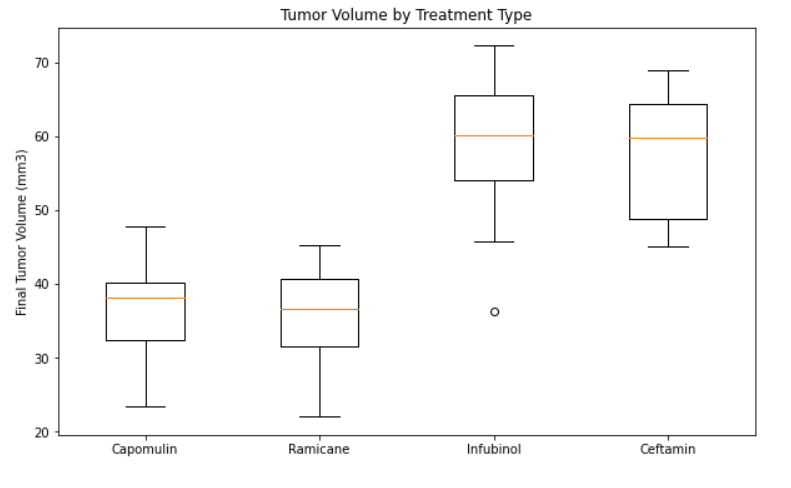 Tumor Volume by Treatment Type
Final Tumor Volume (mm3)
70
60
50
40
30
20
Capomulin
Ramicane
Infubinol
Ceftamin